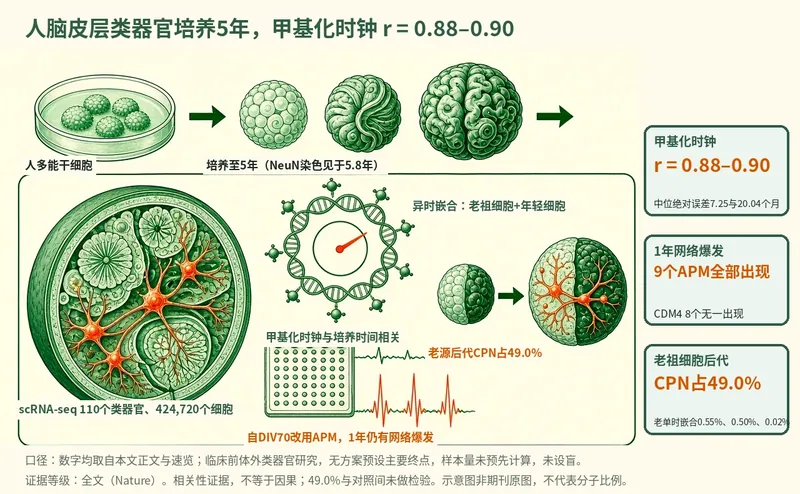 人脑皮层类器官培养5年，甲基化时钟 r = 0.88–0.90
人多能干细胞
培养至5年（NeuN染色见于5.8年）
异时嵌合：老祖细胞+年轻细胞
甲基化时钟与培养时间相关
老源后代CPN占49.0%
scRNA-seq 110个类器官、424,720个细胞
自DIV70改用APM，1年仍有网络爆发
甲基化时钟
r = 0.88–0.90
中位绝对误差7.25与20.04个月
1年网络爆发
9个APM全部出现
CDM4 8个无一出现
老祖细胞后代
CPN占49.0%
老单时嵌合0.55%、0.50%、0.02%
口径：数字均取自本文正文与速览；临床前体外类器官研究，无方案预设主要终点，样本量未预先计算，未设盲。
证据等级：全文（Nature）。相关性证据，不等于因果；49.0%与对照间未做检验。示意图非期刊原图，不代表分子比例。